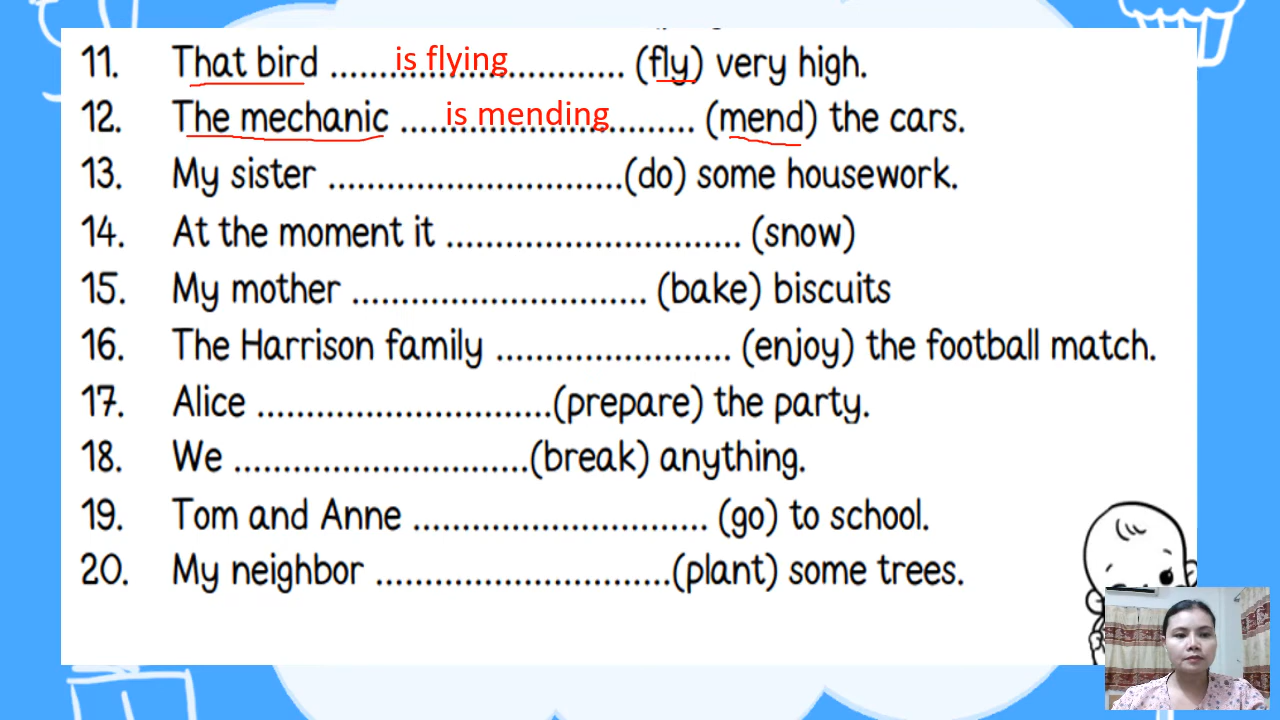 11. That bird .....is flying..... (fly) very high.
12. The mechanic .....is mending..... (mend) the cars.
13. My sister ..............................(do) some housework.
14. At the moment it .............................. (snow)
15. My mother .............................. (bake) biscuits
16. The Harrison family ........................ (enjoy) the football match.
17. Alice ..............................(prepare) the party.
18. We ..............................(break) anything.
19. Tom and Anne .............................. (go) to school.
20. My neighbor ..............................(plant) some trees.